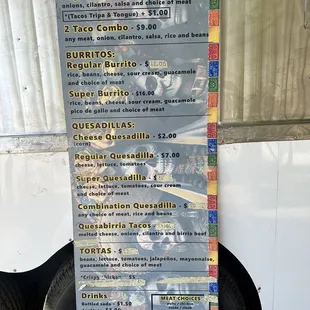 onions, cilantro, salsa and choice of meat
*(Tacos Tripa & Tongue) + $1.00
2 Taco Combo - $9.00
any meat, onion, cilantro, salsa, rice and beans
BURRITOS:
Regular Burrito - $
rice, beans, cheese, sour cream, guacamole
and choice of meat
Super Burrito - $16.00
rice, beans, cheese, sour cream, guacamole
pico de gallo and choice of meat
QUESADILLAS:
Cheese Quesadilla - $2.00
(corn)
Regular Quesadilla - $7.00
cheese, lettuce, tomatoes
Super Quesadilla - $
cheese, lettuce, tomatoes, sour cream
and choice of meat
Combination Quesadilla - $
any choice of meat, rice and beans
Quesabirria Tacos - $
melted cheese, onions, cilantro and birria beef
TORTAS - $
beans, lettuce, tomatoes, jalapeños, mayonnaise,
guacamole and choice of meat
Drinks
Bottled soda - $1.50
MEAT CHOICES